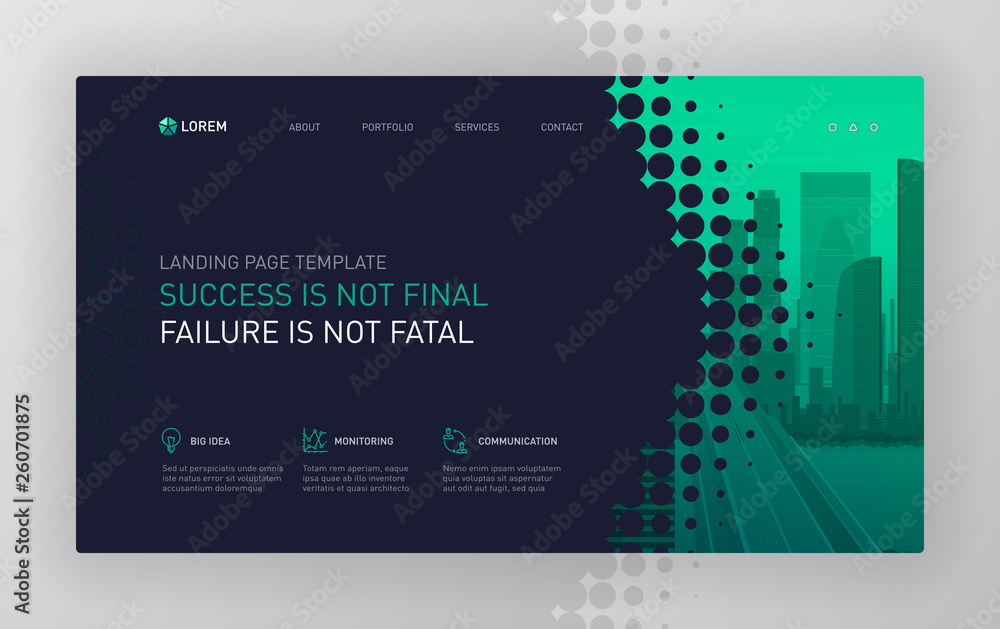 LOREM
ABOUT
PORTFOLIO
SERVICES
CONTACT
LANDING PAGE TEMPLATE
SUCCESS IS NOT FINAL
FAILURE IS NOT FATAL
BIG IDEA
Sed ut perspiciatis unde omnis
iste natus error sit voluptatem
accusantium doloremque
MONITORING
Totam rem aperiam, eaque
ipsa quae ab illo inventore
veritatis et quasi architecto
COMMUNICATION
Nemo enim ipsam voluptatem
quia voluptas sit aspernatur
aut odit aut fugit, sed quia
Adobe Stock | #260701875
Adobe Stock